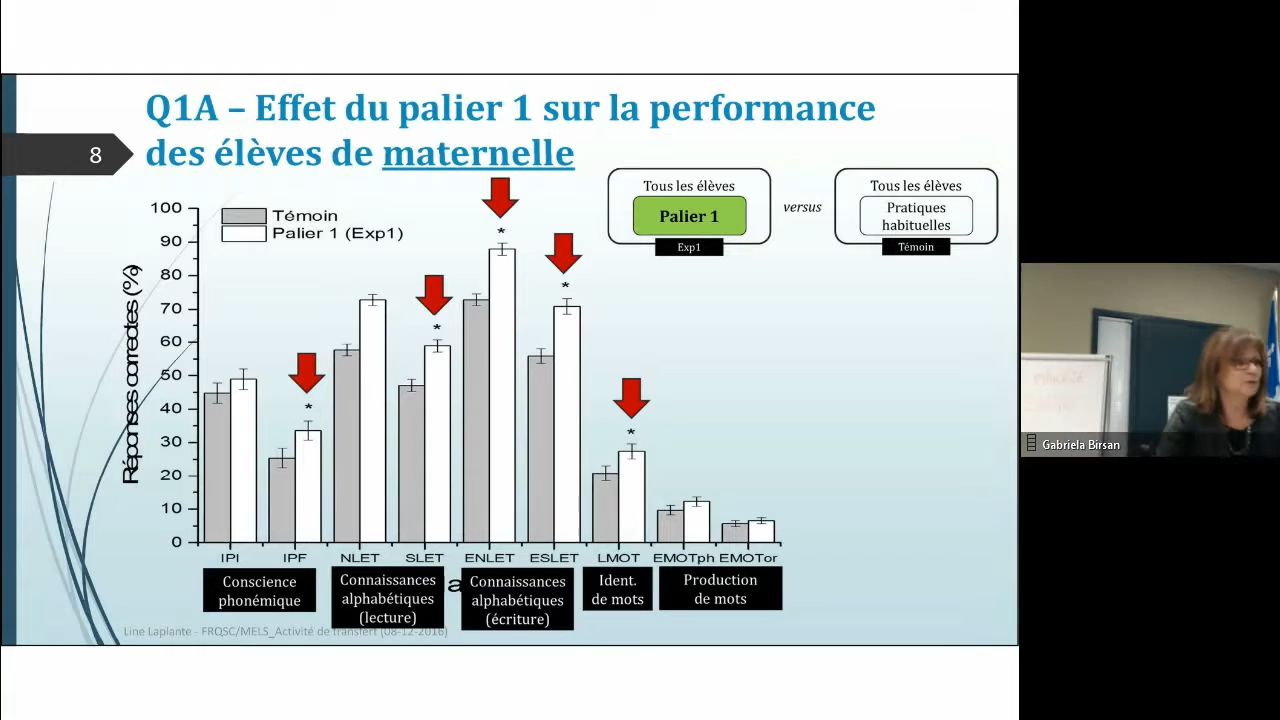 Q1A – Effet du palier 1 sur la performance
des élèves de maternelle
8
Tous les élèves
Palier 1
Exp1
versus
Tous les élèves
Pratiques
habituelles
Témoin
Témoin
Palier 1 (Exp1)
Réponses correctes (%)
100
90
80
70
60
50
40
30
20
10
0
*
*
*
*
*
IPI IPF NLET SLET ENLET ESLET LMOT EMOTph EMOTor
Conscience
phonémique
Connaissances
alphabétiques
(lecture)
Connaissances
alphabétiques
(écriture)
Ident.
de mots
Production
de mots
Line Laplante - FRQSC/MELS_Activité de transfert (08-12-2016)
Gabriela Birsan